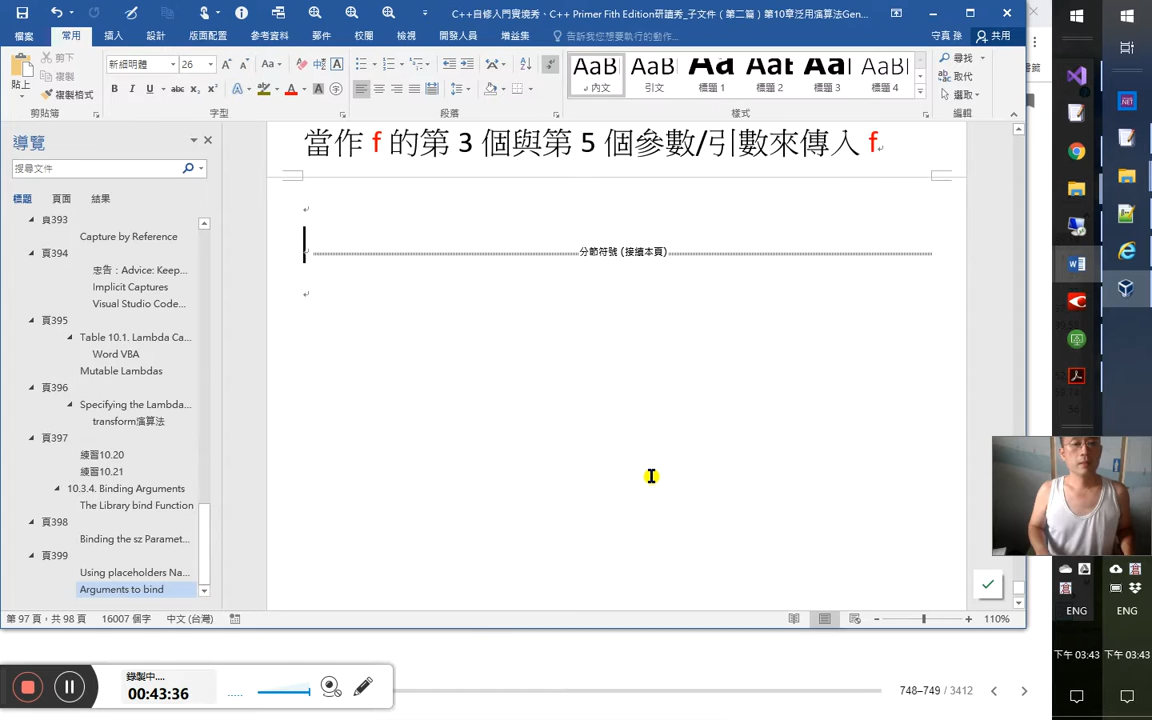 C++自修入門實境秀、C++ Primer Fith Edition研讀秀_子文件（第二篇）第10章泛用演算法Gen...
檔案 常用 插入 設計 版面配置 參考資料 郵件 校閱 檢視 開發人員 增益集 告訴我您想要執行的動作... 守真 孫 共用
貼上 剪下 複製 複製格式 剪貼簿
新細明體 26 Aa 字型
B I U abc x₂ x² A
段落
AaB AaBl AaB AaBl AaBl AaBl
內文 引文 標題 1 標題 2 標題 3 標題 4
樣式
尋找 取代 選取 編輯
導覽
搜尋文件
標題 頁面 結果
頁393
Capture by Reference
頁394
忠告：Advice: Keep...
Implicit Captures
Visual Studio Code...
頁395
Table 10.1. Lambda Ca...
Word VBA
Mutable Lambdas
頁396
Specifying the Lambda...
transform演算法
頁397
練習10.20
練習10.21
10.3.4. Binding Arguments
The Library bind Function
頁398
Binding the sz Paramet...
頁399
Using placeholders Na...
Arguments to bind
當作 f 的第 3 個與第 5 個參數/引數來傳入 f
分節符號 (接續本頁)
第 97 頁，共 98 頁 16007 個字 中文 (台灣) 110%
錄製中....
00:43:36
748–749 / 3412
ENG ENG
下午 03:43 下午 03:43